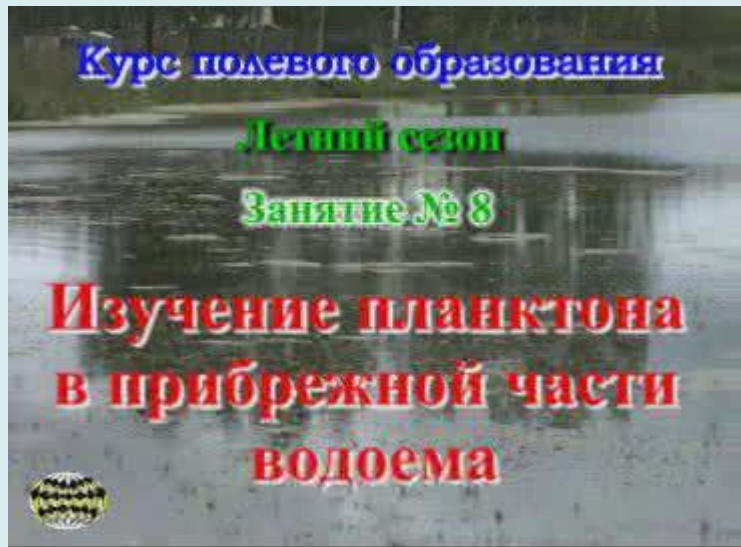 Курс полевого образования
Летний сезон
Занятие № 8
Изучение планктона
в прибрежной части
водоема